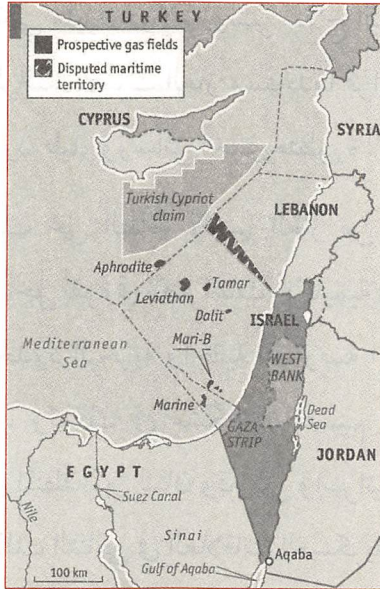 TURKEY
Prospective gas fields
Disputed maritime
territory
CYPRUS
SYRIA
Turkish Cypriot
claim
LEBANON
Aphrodite
Leviathan
Tamar
Dalit
ISRAEL
Mediterranean
Sea
Mari-B
WEST
BANK
Marine
GAZA
STRIP
Dead
Sea
JORDAN
EGYPT
Suez Canal
Nile
Sinai
Aqaba
Gulf of Aqaba
100 km